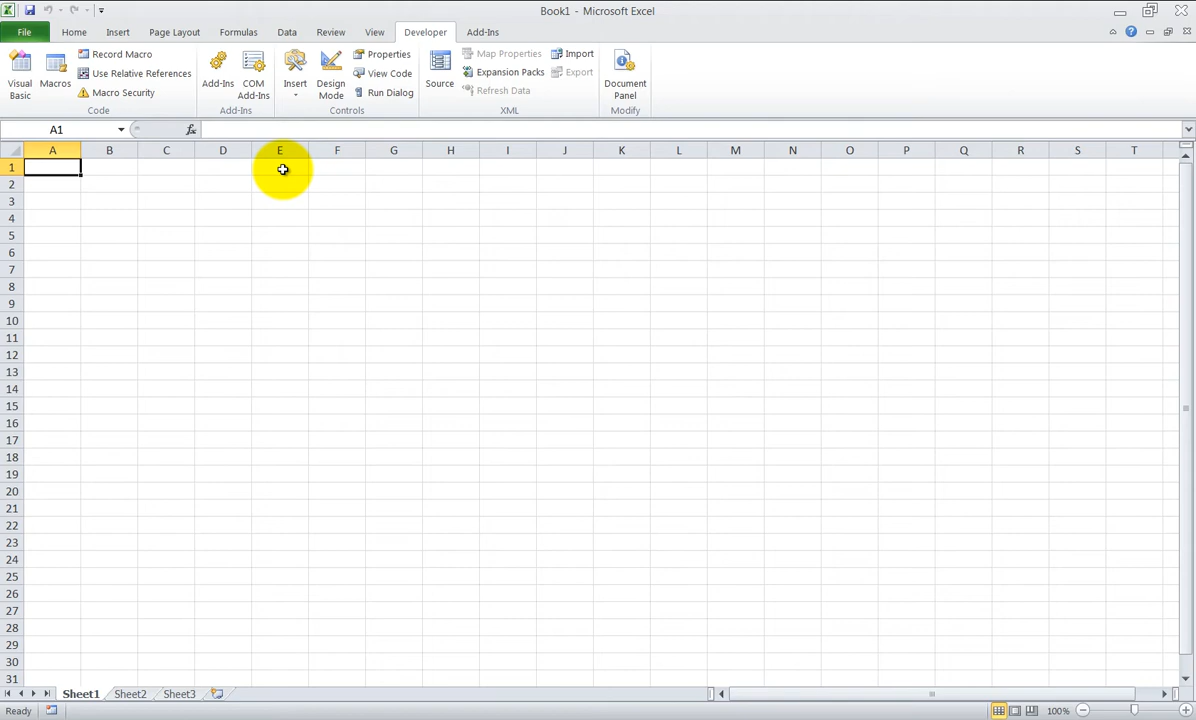 Book1 - Microsoft Excel
File Home Insert Page Layout Formulas Data Review View Developer Add-Ins
Visual Basic
Macros
Record Macro
Use Relative References
Macro Security
Code
Add-Ins
COM Add-Ins
Add-Ins
Insert
Design Mode
Properties
View Code
Run Dialog
Controls
Source
Map Properties
Expansion Packs
Refresh Data
Import
Export
XML
Document Panel
Modify
A1 fx
A B C D E F G H I J K L M N O P Q R S T
1
2
3
4
5
6
7
8
9
10
11
12
13
14
15
16
17
18
19
20
21
22
23
24
25
26
27
28
29
30
31
Sheet1 Sheet2 Sheet3
Ready 100%